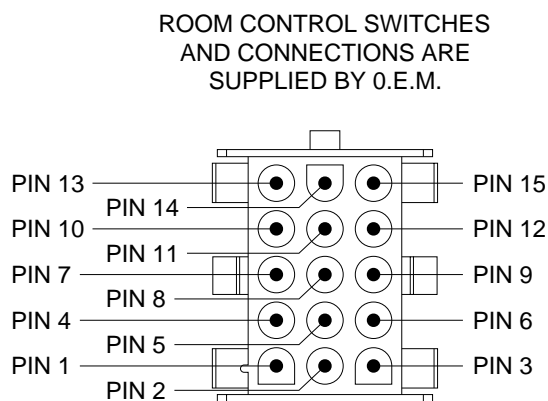 ROOM CONTROL SWITCHES
AND CONNECTIONS ARE
SUPPLIED BY 0.E.M.
PIN 13
PIN 15
PIN 14
PIN 10
PIN 12
PIN 11
PIN 7
PIN 9
PIN 8
PIN 4
PIN 6
PIN 5
PIN 1
PIN 3
PIN 2